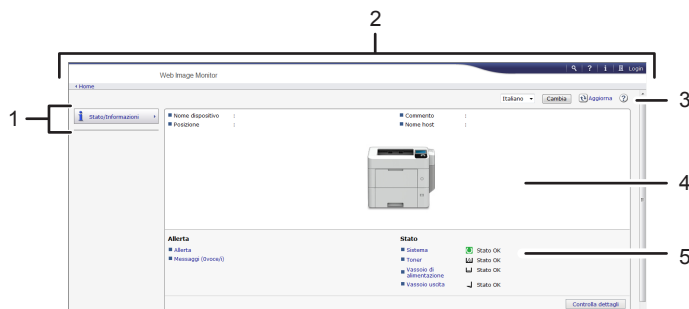 2
Web Image Monitor
? i Login
Home
1
Italiano Cambia Aggiorna ?
3
i Stato/Informazioni
Nome dispositivo :
Commento :
Posizione :
Nome host :
4
Allerta
Stato
Allerta
Sistema Stato OK
5
Messaggi (0voce/i)
Toner Stato OK
Vassoio di
alimentazione Stato OK
Vassoio uscita Stato OK
Controlla dettagli